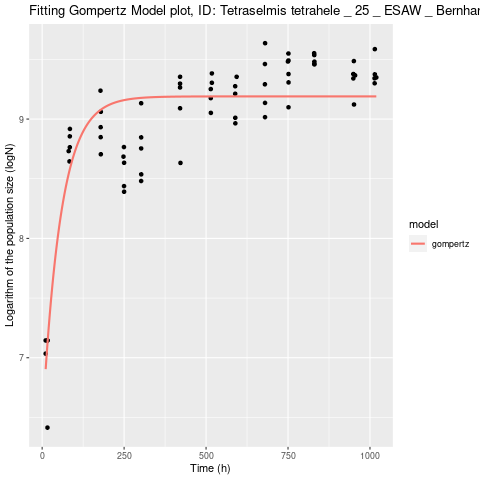 Fitting Gompertz Model plot, ID: Tetraselmis tetrahele _ 25 _ ESAW _ Bernhar
Logarithm of the population size (logN)
9
8
7
0
250
500
750
1000
Time (h)
model
gompertz